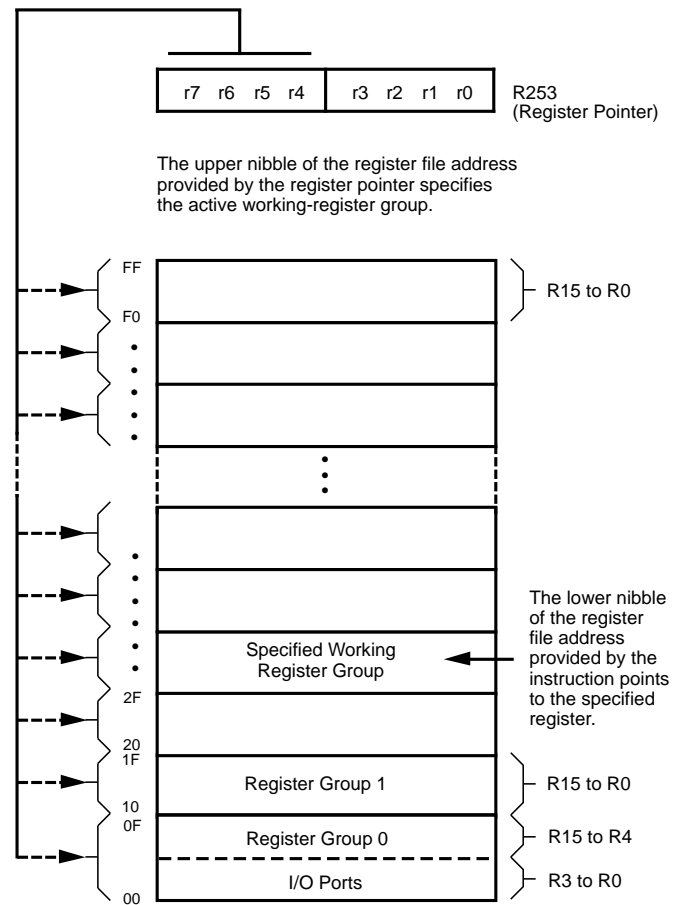 r7 r6 r5 r4 r3 r2 r1 r0
R253
(Register Pointer)
The upper nibble of the register file address
provided by the register pointer specifies
the active working-register group.
FF
R15 to R0
F0
The lower nibble
of the register
file address
provided by the
instruction points
to the specified
register.
Specified Working
Register Group
2F
20
1F
Register Group 1
R15 to R0
10
0F
Register Group 0
R15 to R4
I/O Ports
R3 to R0
00